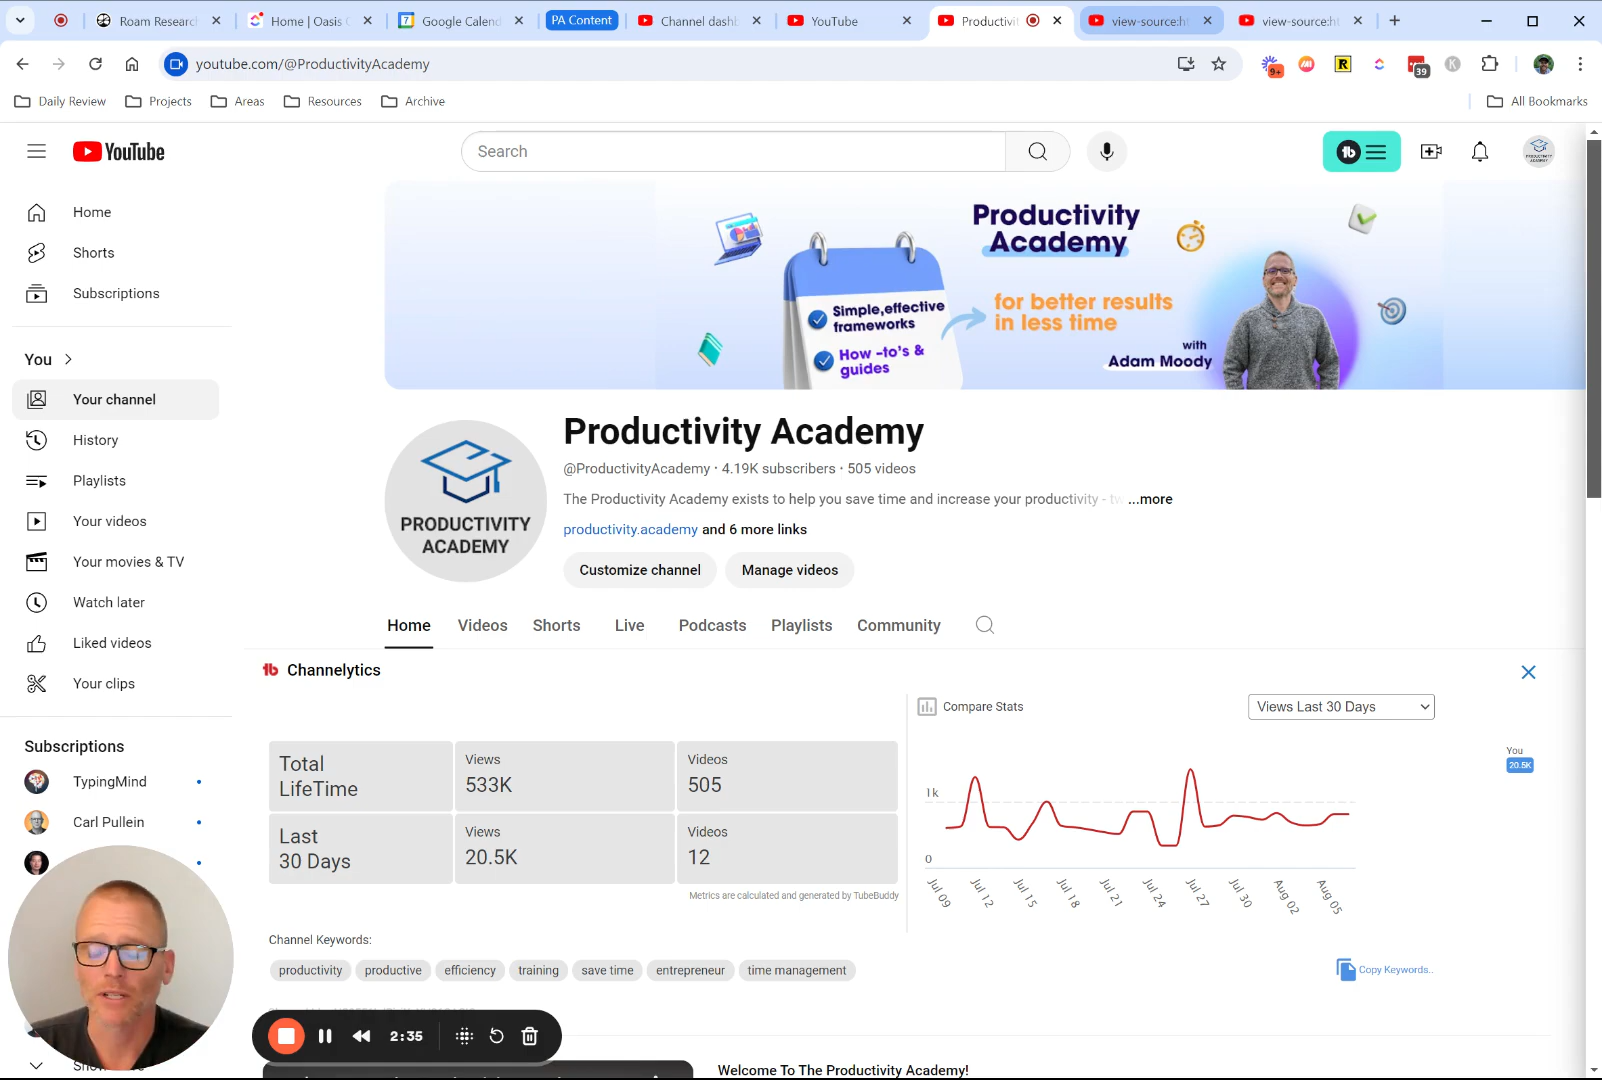 Roam Researc
Home | Oasis
Google Calend
PA Content
Channel dashb
YouTube
Productivi
view-source:ht
view-source:ht
youtube.com/@ProductivityAcademy
9+
R
39
K
Daily Review
Projects
Areas
Resources
Archive
All Bookmarks
YouTube
Search
Home
Shorts
Subscriptions
You
Your channel
History
Playlists
Your videos
Your movies & TV
Watch later
Liked videos
Your clips
Subscriptions
TypingMind
Carl Pullein
Productivity
Academy
Simple,effective
frameworks
How -to's &
guides
for better results
in less time
with
Adam Moody
PRODUCTIVITY
ACADEMY
Productivity Academy
@ProductivityAcademy · 4.19K subscribers · 505 videos
The Productivity Academy exists to help you save time and increase your productivity - ...more
productivity.academy and 6 more links
Customize channel
Manage videos
Home
Videos
Shorts
Live
Podcasts
Playlists
Community
Channelytics
Compare Stats
Views Last 30 Days
Total
LifeTime
Views
533K
Videos
505
Last
30 Days
Views
20.5K
Videos
12
Metrics are calculated and generated by TubeBuddy
You
20.5K
1k
0
Jul 09
Jul 12
Jul 15
Jul 18
Jul 21
Jul 24
Jul 27
Jul 30
Aug 02
Aug 05
Channel Keywords:
productivity
productive
efficiency
training
save time
entrepreneur
time management
Copy Keywords..
2:35
Welcome To The Productivity Academy!